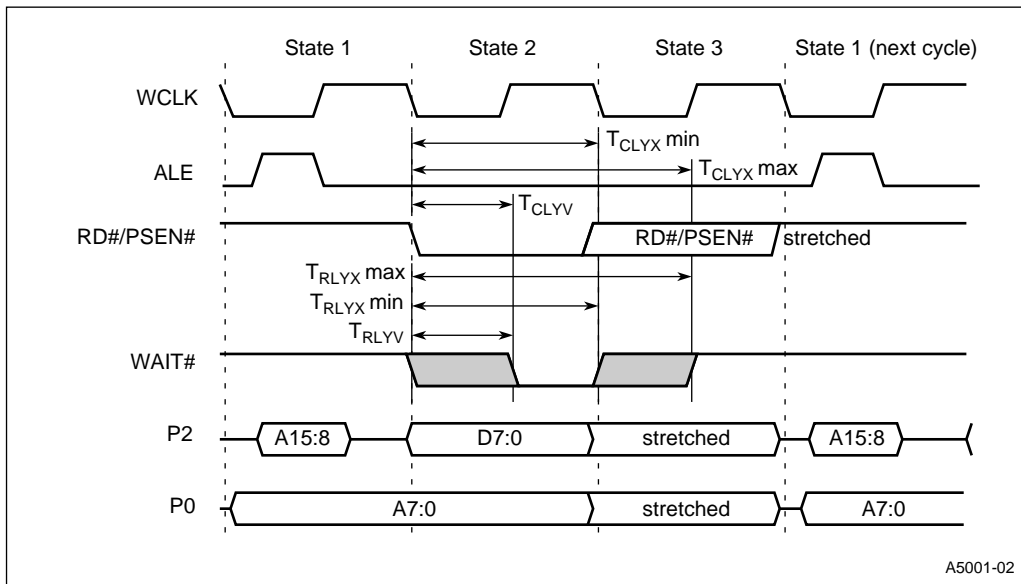 State 1 State 2 State 3 State 1 (next cycle)
WCLK
T_CLYX min
ALE
T_CLYX max
T_CLYV
RD#/PSEN# RD#/PSEN# stretched
T_RLYX max
T_RLYX min
T_RLYV
WAIT#
P2 A15:8 D7:0 stretched A15:8
P0 A7:0 stretched A7:0
A5001-02